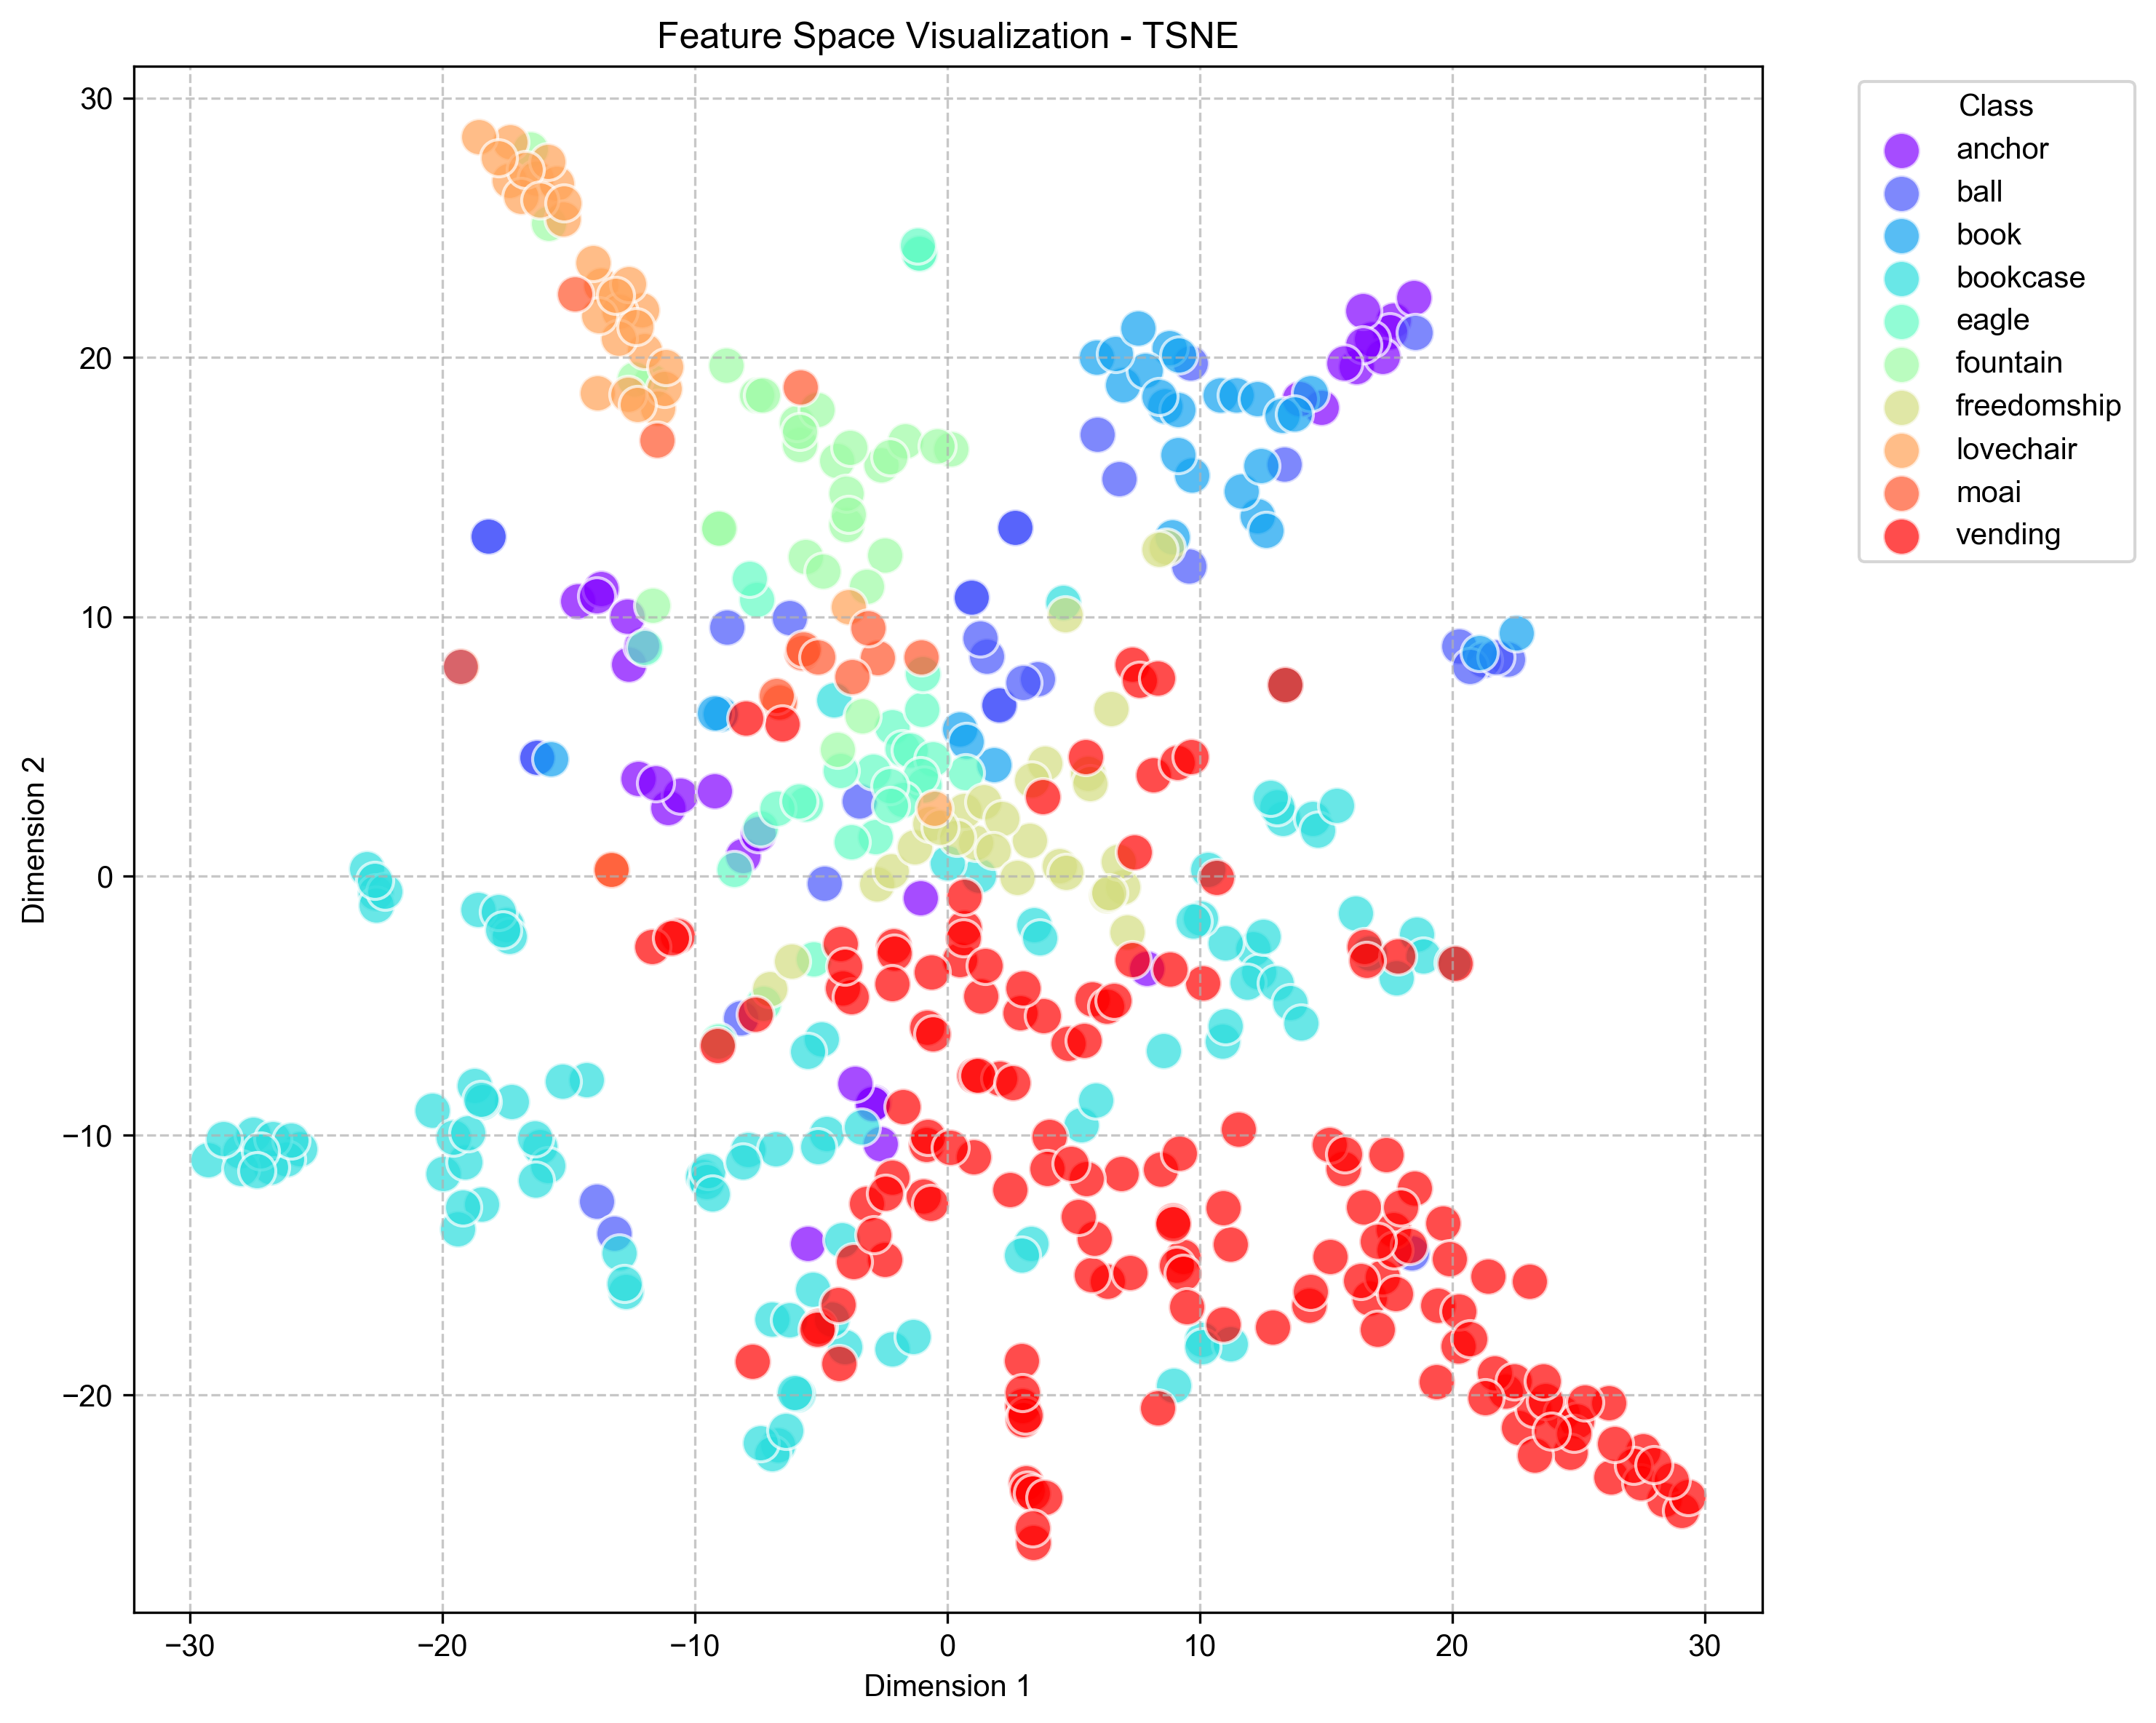 Feature Space Visualization - TSNE
30
20
10
0
−10
−20
−30
−20
−10
0
10
20
30
Dimension 1
Dimension 2
Class
anchor
ball
book
bookcase
eagle
fountain
freedomship
lovechair
moai
vending